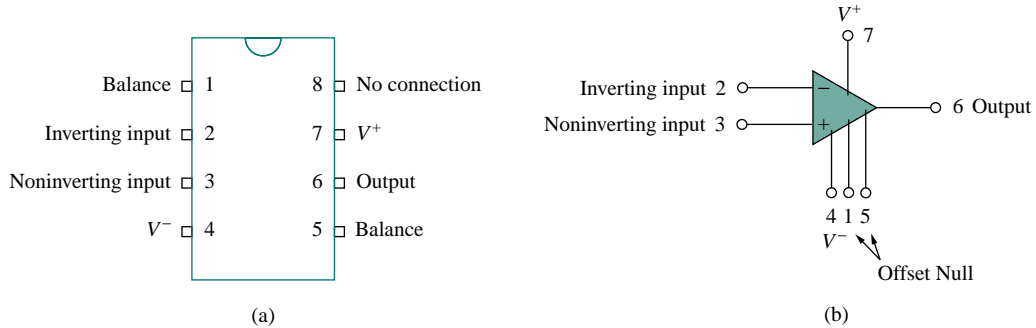 Balance 1 8 No connection
Inverting input 2 7 V⁺
Noninverting input 3 6 Output
V⁻ 4 5 Balance
(a)
V⁺
7
Inverting input 2 −
Noninverting input 3 +
6 Output
4 1 5
V⁻
Offset Null
(b)